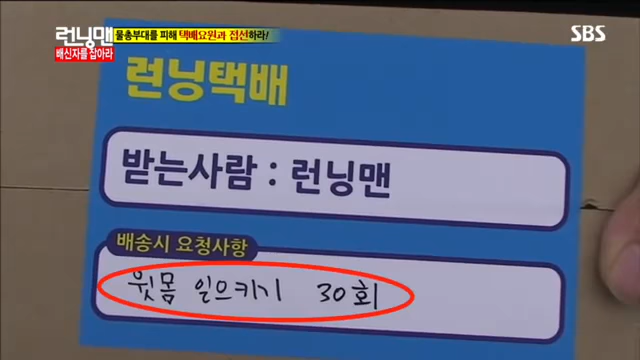 런닝맨 물총부대를 피해 택배요원과 접선하라! SBS
배신자를 잡아라
런닝택배
받는사람 : 런닝맨
배송시 요청사항
윗몸 일으키기 30회